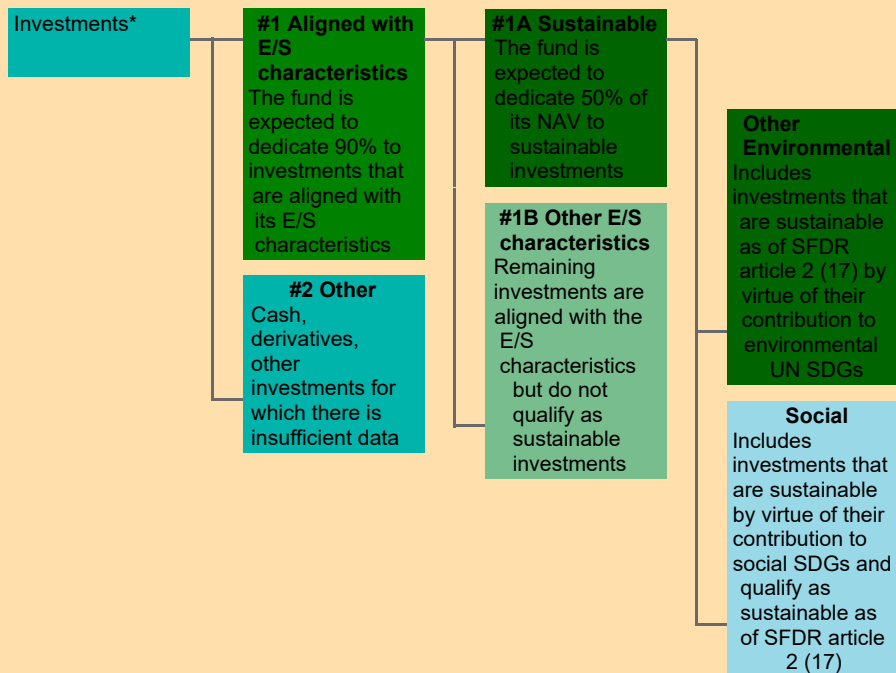 Investments*
#1 Aligned with
E/S
characteristics
The fund is
expected to
dedicate 90% to
investments that
are aligned with
its E/S
characteristics
#2 Other
Cash,
derivatives,
other
investments for
which there is
insufficient data
#1A Sustainable
The fund is
expected to
dedicate 50% of
its NAV to
sustainable
investments
#1B Other E/S
characteristics
Remaining
investments are
aligned with the
E/S
characteristics
but do not
qualify as
sustainable
investments
Other
Environmental
Includes
investments that
are sustainable
as of SFDR
article 2 (17) by
virtue of their
contribution to
environmental
UN SDGs
Social
Includes
investments that
are sustainable
by virtue of their
contribution to
social SDGs and
qualify as
sustainable as
of SFDR article
2 (17)